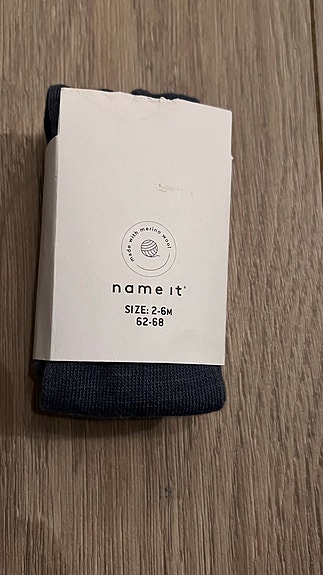 made with merino wool
name it®
SIZE: 2-6M
62-68